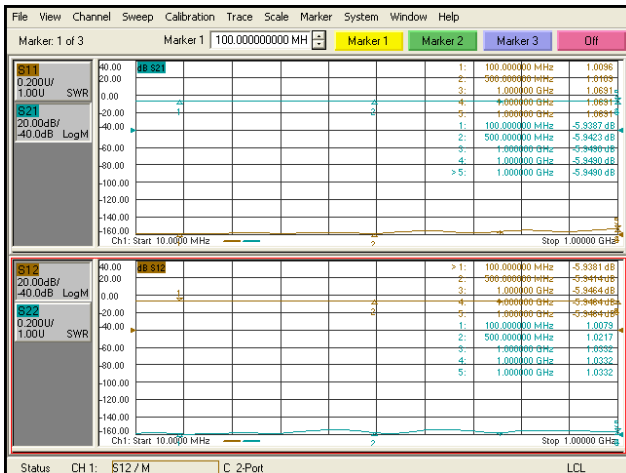 File View Channel Sweep Calibration Trace Scale Marker System Window Help
Marker: 1 of 3 Marker 1 100.000000000 MH Marker 1 Marker 2 Marker 3 Off
S11
0.200U/
1.00U SWR
S21
20.00dB/
-40.0dB LogM
40.00 dB S21
20.00
0.00
-20.00
-40.00
-60.00
-80.00
-100.00
-120.00
-140.00
-160.00
1: 100.000000 MHz 1.0096
2: 500.000000 MHz 1.0169
3: 1.000000 GHz 1.0691
4: 1.000000 GHz 1.0691
5: 1.000000 GHz 1.0691
1: 100.000000 MHz -5.9387 dB
2: 500.000000 MHz -5.9423 dB
3: 1.000000 GHz -5.9490 dB
4: 1.000000 GHz -5.9490 dB
> 5: 1.000000 GHz -5.9490 dB
1
2
2
Ch1: Start 10.0000 MHz Stop 1.00000 GHz
S12
20.00dB/
-40.0dB LogM
S22
0.200U/
1.00U SWR
40.00 dB S12
20.00
0.00
-20.00
-40.00
-60.00
-80.00
-100.00
-120.00
-140.00
-160.00
> 1: 100.000000 MHz -5.9381 dB
2: 500.000000 MHz -5.9414 dB
3: 1.000000 GHz -5.9464 dB
4: 1.000000 GHz -5.9464 dB
5: 1.000000 GHz -5.9464 dB
1: 100.000000 MHz 1.0079
2: 500.000000 MHz 1.0217
3: 1.000000 GHz 1.0332
4: 1.000000 GHz 1.0332
5: 1.000000 GHz 1.0332
1
2
2
Ch1: Start 10.0000 MHz Stop 1.00000 GHz
Status CH 1: S12 / M C 2-Port LCL